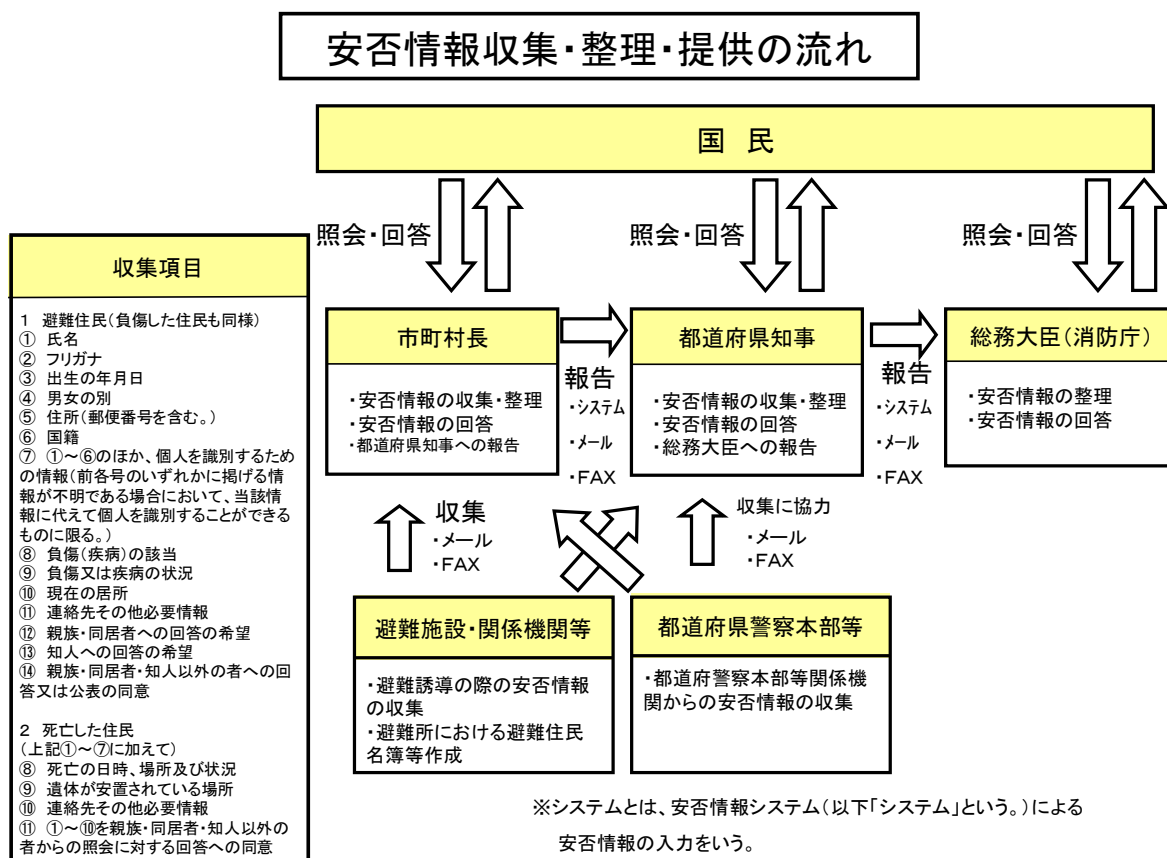 安否情報収集・整理・提供の流れ
国　民
照会・回答
照会・回答
照会・回答
収集項目
1　避難住民(負傷した住民も同様)
①　氏名
②　フリガナ
③　出生の年月日
④　男女の別
⑤　住所(郵便番号を含む。)
⑥　国籍
⑦　①～⑥のほか、個人を識別するため
の情報(前各号のいずれかに掲げる情
報が不明である場合において、当該情
報に代えて個人を識別することができる
ものに限る。)
⑧　負傷(疾病)の該当
⑨　負傷又は疾病の状況
⑩　現在の居所
⑪　連絡先その他必要情報
⑫　親族・同居者への回答の希望
⑬　知人への回答の希望
⑭　親族・同居者・知人以外の者への回
答又は公表の同意
2　死亡した住民
(上記①～⑦に加えて)
⑧　死亡の日時、場所及び状況
⑨　遺体が安置されている場所
⑩　連絡先その他必要情報
⑪　①～⑩を親族・同居者・知人以外の
者からの照会に対する回答への同意
市町村長
・安否情報の収集・整理
・安否情報の回答
・都道府県知事への報告
報告
・システム
・メール
・FAX
都道府県知事
・安否情報の収集・整理
・安否情報の回答
・総務大臣への報告
報告
・システム
・メール
・FAX
総務大臣(消防庁)
・安否情報の整理
・安否情報の回答
収集
・メール
・FAX
収集に協力
・メール
・FAX
避難施設・関係機関等
・避難誘導の際の安否情報
の収集
・避難所における避難住民
名簿等作成
都道府県警察本部等
・都道府警察本部等関係機
関からの安否情報の収集
※システムとは、安否情報システム(以下「システム」という。)による
安否情報の入力をいう。